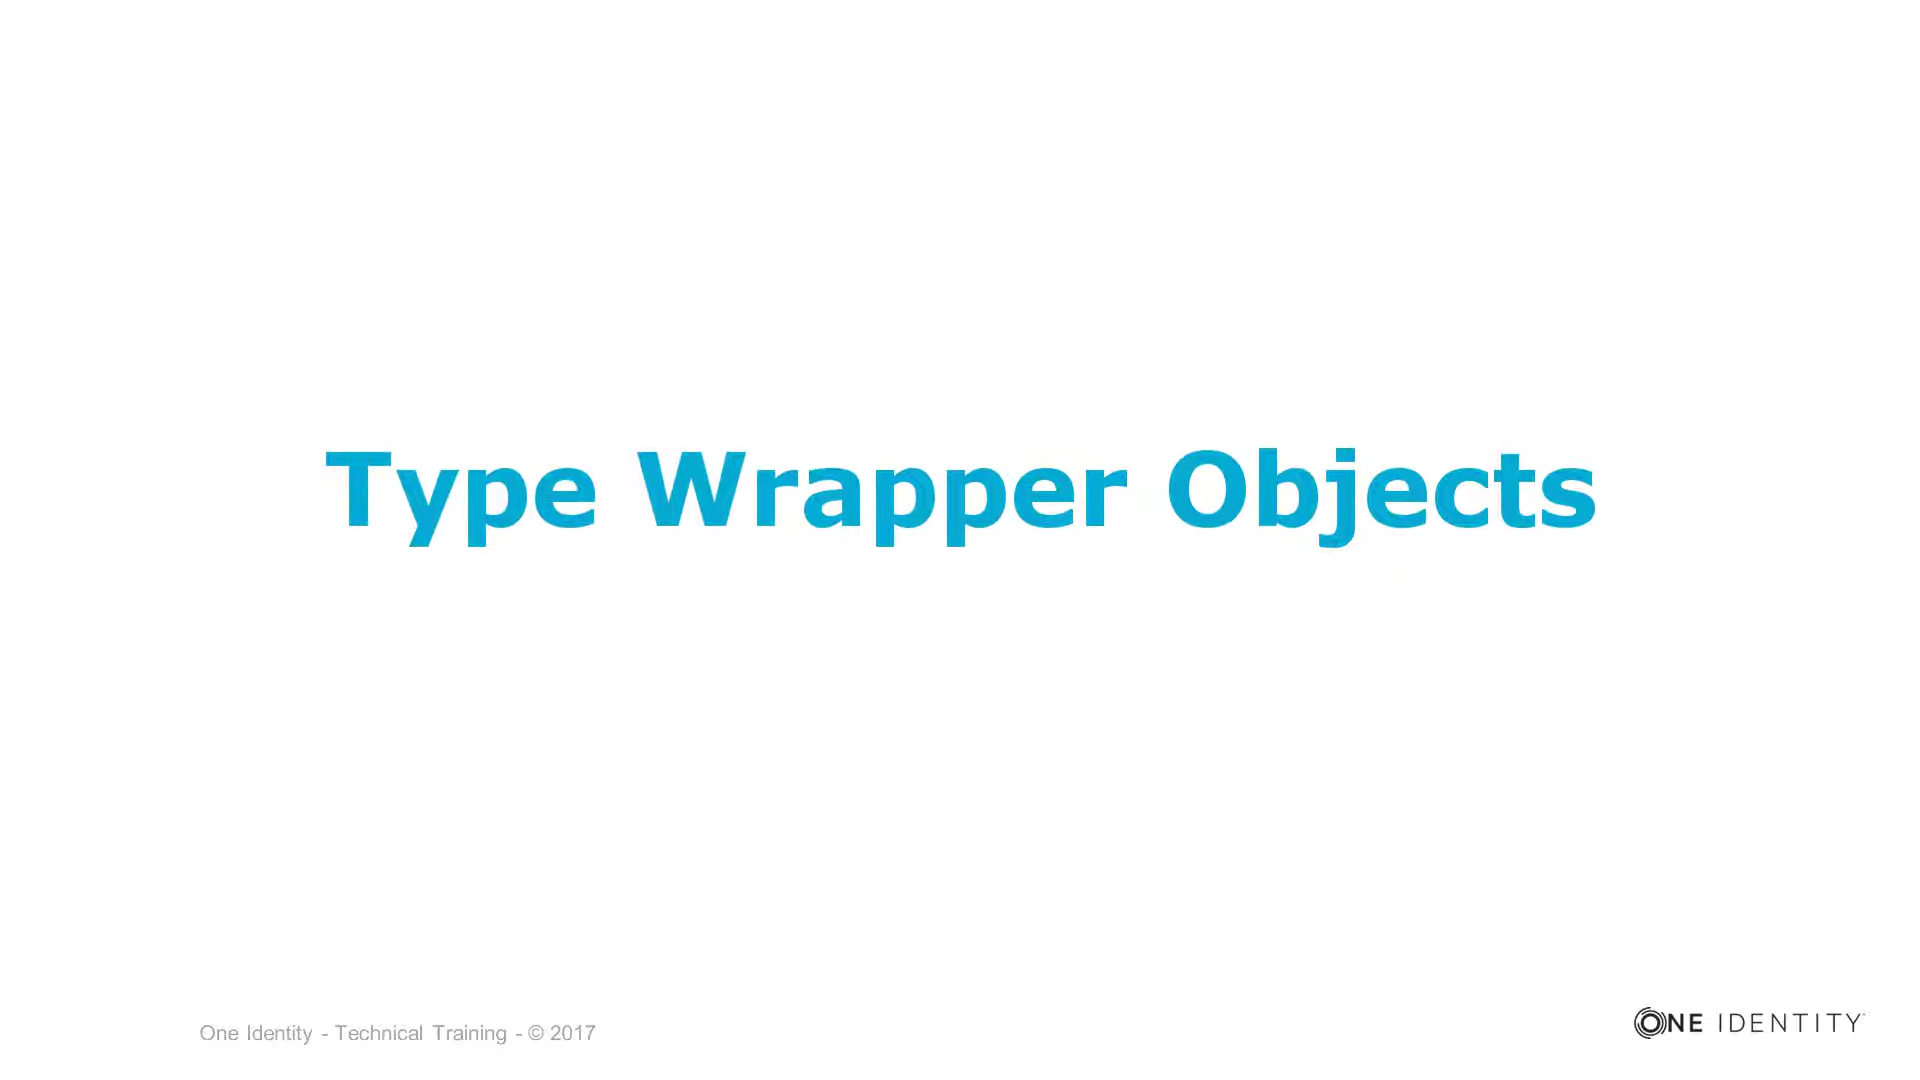 Type Wrapper Objects
One Identity - Technical Training - © 2017
ONE IDENTITY